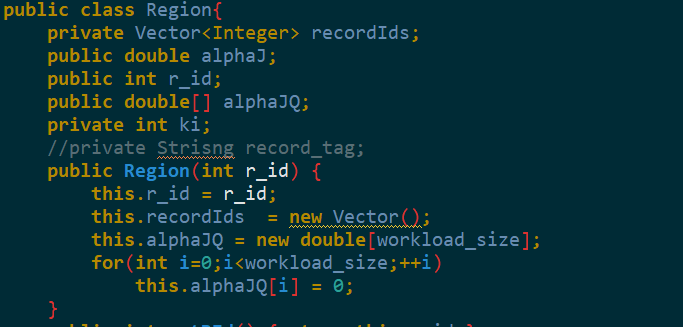 public class Region{
    private Vector<Integer> recordIds;
    public double alphaJ;
    public int r_id;
    public double[] alphaJQ;
    private int ki;
    //private Strisng record_tag;
    public Region(int r_id) {
        this.r_id = r_id;
        this.recordIds  = new Vector();
        this.alphaJQ = new double[workload_size];
        for(int i=0;i<workload_size;++i)
            this.alphaJQ[i] = 0;
    }